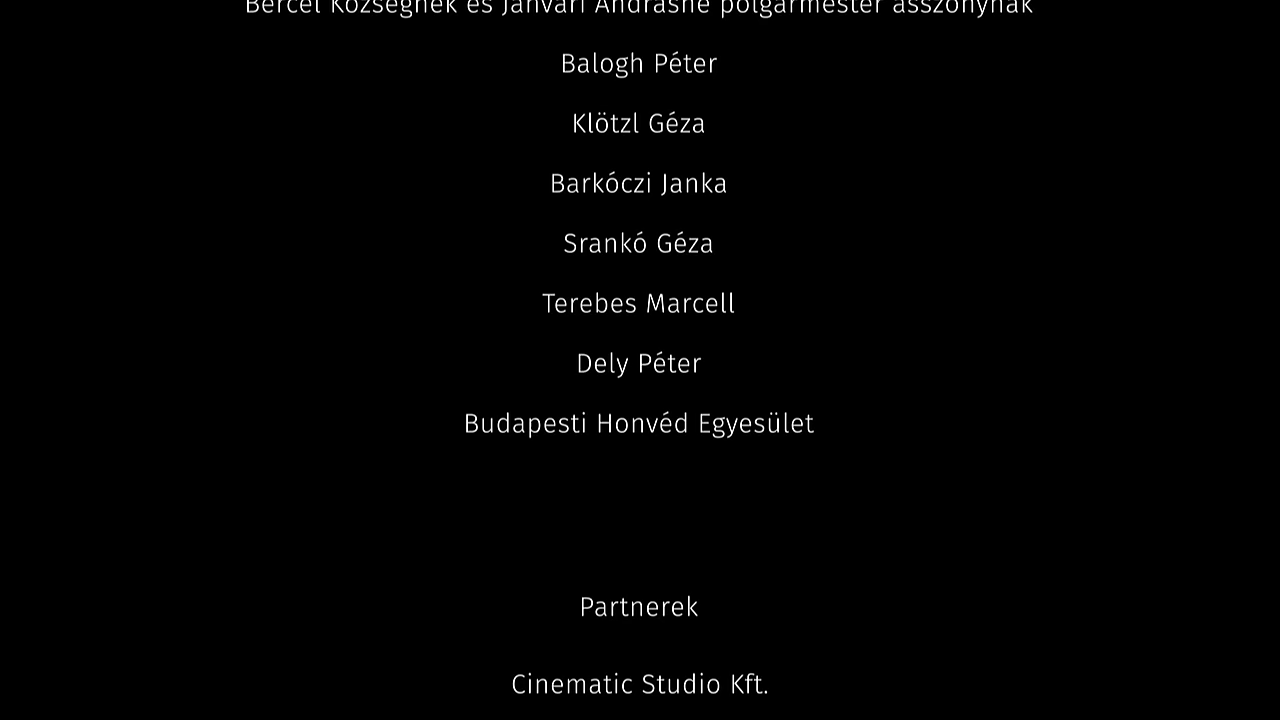 Bercel Községnek és Janvári Andrásné polgármester asszonynak
Balogh Péter
Klötzl Géza
Barkóczi Janka
Srankó Géza
Terebes Marcell
Dely Péter
Budapesti Honvéd Egyesület
Partnerek
Cinematic Studio Kft.